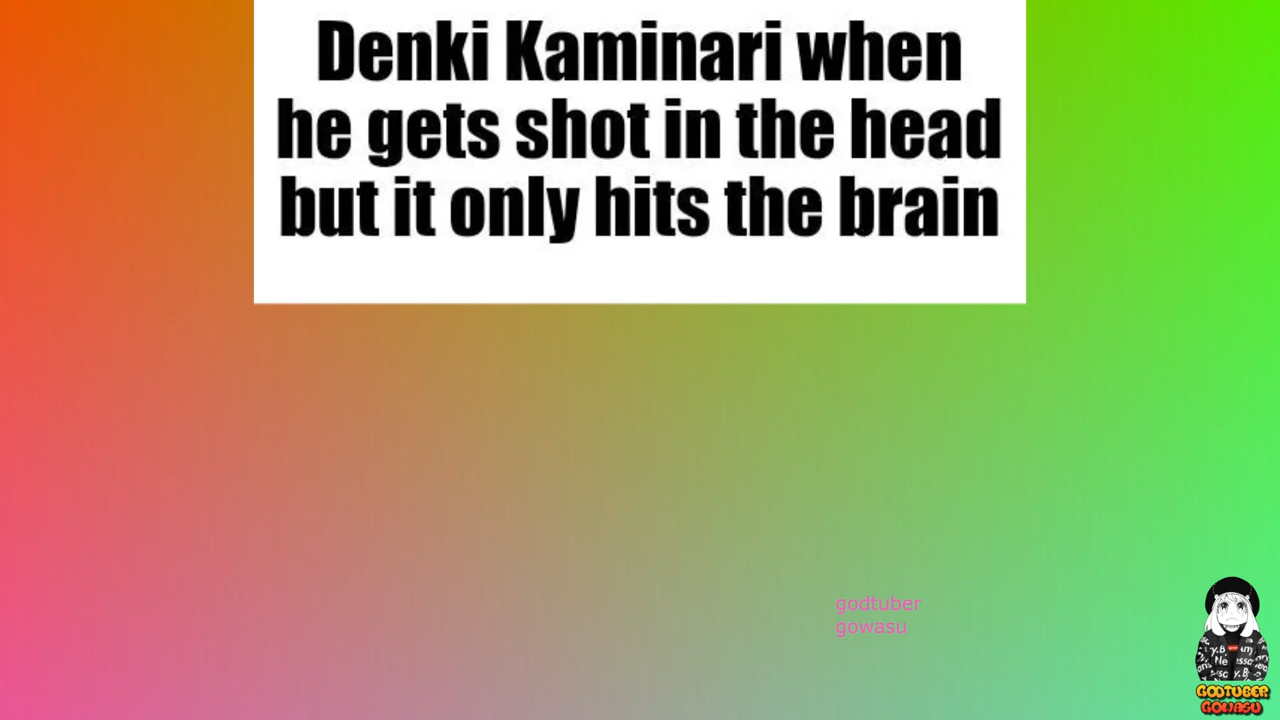 Denki Kaminari when
he gets shot in the head
but it only hits the brain
godtuber
gowasu
GODTUBER
GOWASU